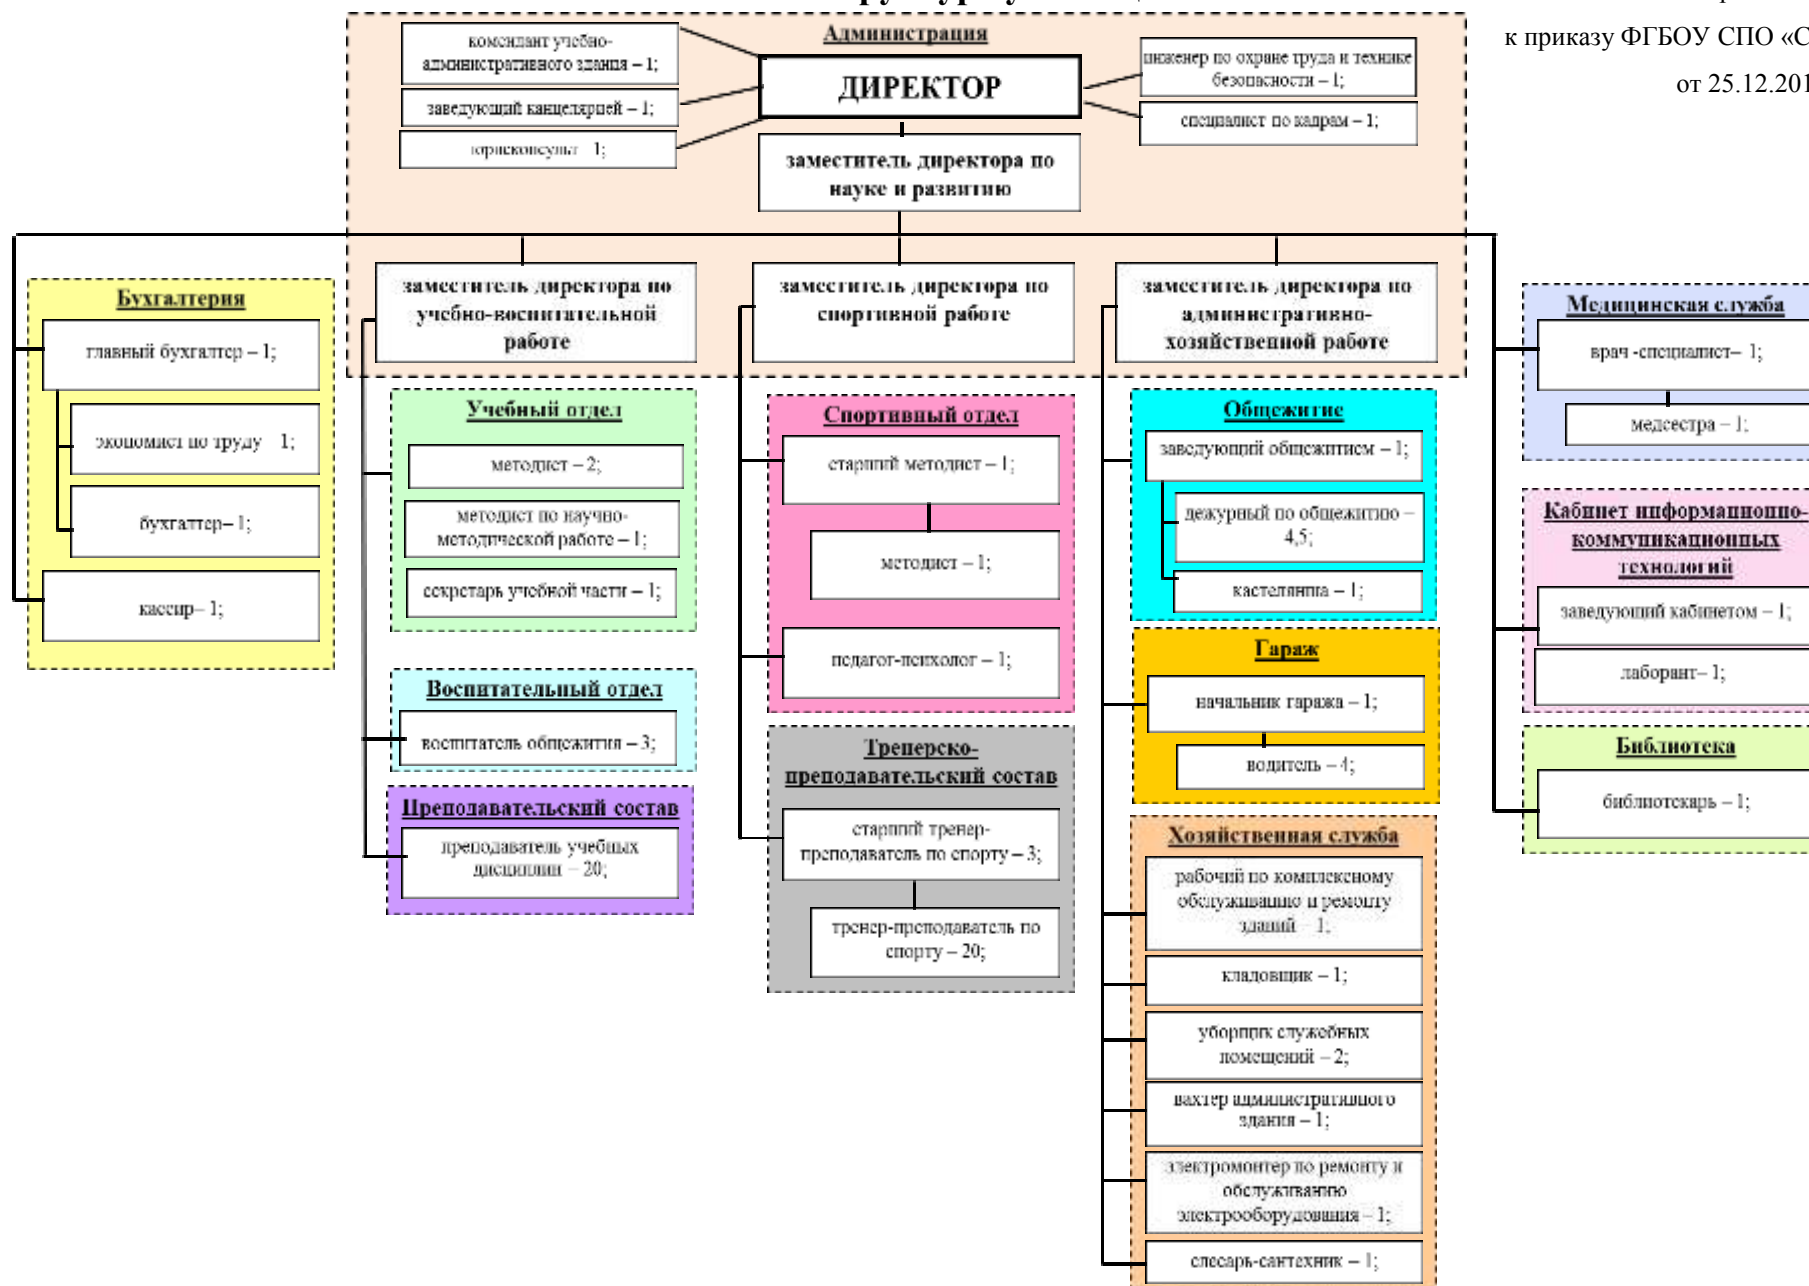 к приказу ФГБОУ СПО «С
от 25.12.201
Администрация
комендант учебно-
административного здания – 1;
заведующий канцелярией – 1;
юрисконсульт – 1;
ДИРЕКТОР
инженер по охране труда и технике
безопасности – 1;
специалист по кадрам – 1;
заместитель директора по
науке и развитию
заместитель директора по
учебно-воспитательной
работе
заместитель директора по
спортивной работе
заместитель директора по
административно-
хозяйственной работе
Бухгалтерия
главный бухгалтер – 1;
экономист по труду – 1;
бухгалтер– 1;
кассир– 1;
Учебный отдел
методист – 2;
методист по научно-
методической работе – 1;
секретарь учебной части – 1;
Воспитательный отдел
воспитатель общежития – 3;
Преподавательский состав
преподаватель учебных
дисциплин – 20;
Спортивный отдел
старший методист – 1;
методист – 1;
педагог-психолог – 1;
Тренерско-
преподавательский состав
старший тренер-
преподаватель по спорту – 3;
тренер-преподаватель по
спорту – 20;
Общежитие
заведующий общежитием – 1;
дежурный по общежитию –
4,5;
кастелянша – 1;
Гараж
начальник гаража – 1;
водитель – 4;
Хозяйственная служба
рабочий по комплексному
обслуживанию и ремонту
зданий – 1;
кладовщик – 1;
уборщик служебных
помещений – 2;
вахтер административного
здания – 1;
электромонтер по ремонту и
обслуживанию
электрооборудования – 1;
слесарь-сантехник – 1;
Медицинская служба
врач -специалист– 1;
медсестра – 1;
Кабинет информационно-
коммуникационных
технологий
заведующий кабинетом – 1;
лаборант– 1;
Библиотека
библиотекарь – 1;